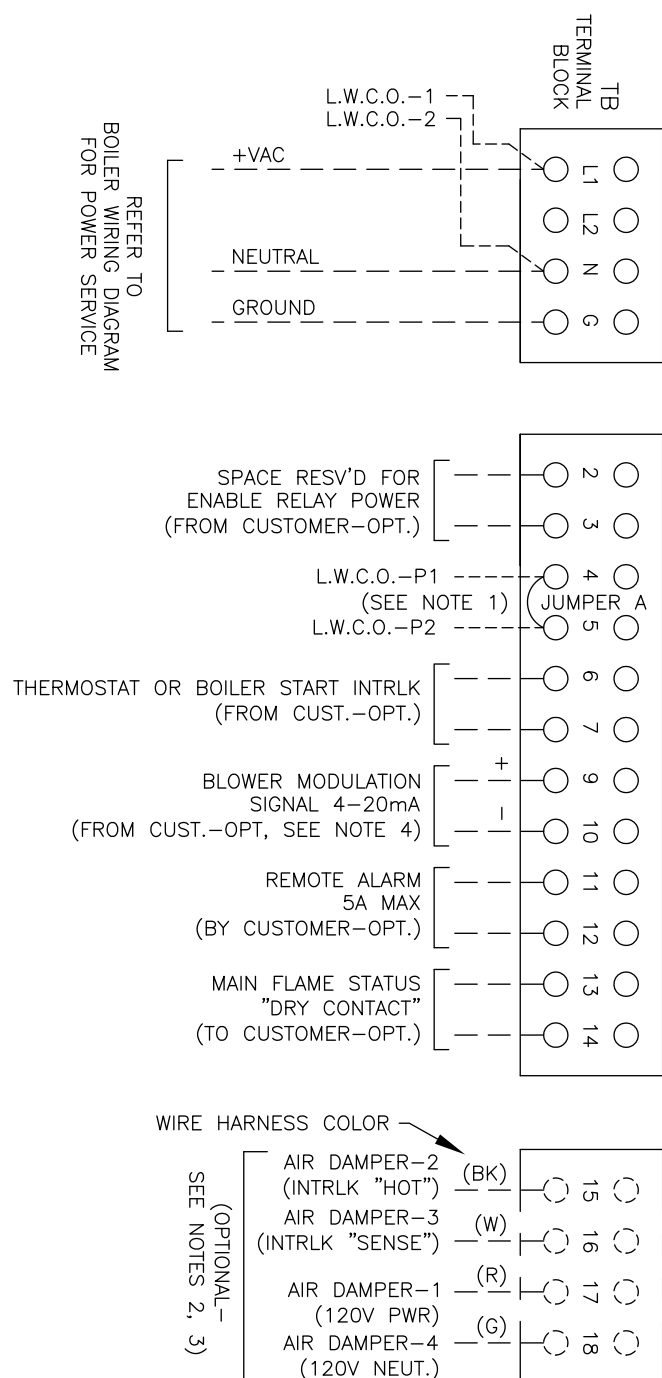 TB
TERMINAL
BLOCK
L.W.C.O.-1
L.W.C.O.-2
+VAC
L1
L2
NEUTRAL
N
GROUND
G
REFER TO
BOILER WIRING DIAGRAM
FOR POWER SERVICE
SPACE RESV'D FOR
ENABLE RELAY POWER
(FROM CUSTOMER-OPT.)
2
3
L.W.C.O.-P1
4
(SEE NOTE 1)
JUMPER A
L.W.C.O.-P2
5
THERMOSTAT OR BOILER START INTRLK
(FROM CUST.-OPT.)
6
7
BLOWER MODULATION
SIGNAL 4-20mA
(FROM CUST.-OPT, SEE NOTE 4)
+
-
9
10
REMOTE ALARM
5A MAX
(BY CUSTOMER-OPT.)
11
12
MAIN FLAME STATUS
"DRY CONTACT"
(TO CUSTOMER-OPT.)
13
14
WIRE HARNESS COLOR
(OPTIONAL-
SEE NOTES 2, 3)
AIR DAMPER-2
(INTRLK "HOT")
(BK)
15
AIR DAMPER-3
(INTRLK "SENSE")
(W)
16
AIR DAMPER-1
(120V PWR)
(R)
17
AIR DAMPER-4
(120V NEUT.)
(G)
18